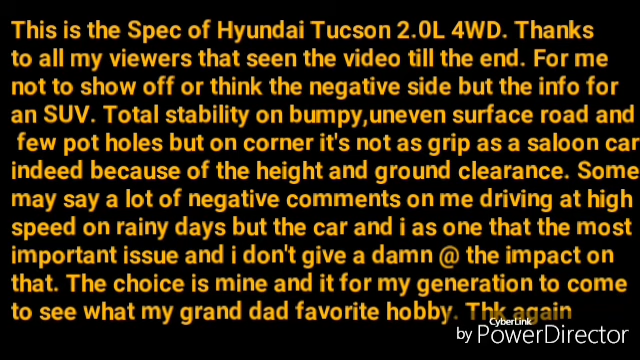 This is the Spec of Hyundai Tucson 2.0L 4WD. Thanks
to all my viewers that seen the video till the end. For me
not to show off or think the negative side but the info for
an SUV. Total stability on bumpy,uneven surface road and
few pot holes but on corner it's not as grip as a saloon car
indeed because of the height and ground clearance. Some
may say a lot of negative comments on me driving at high
speed on rainy days but the car and i as one that the most
important issue and i don't give a damn @ the impact on
that. The choice is mine and it for my generation to come
to see what my grand dad favorite hobby. Thk again
CyberLink
by PowerDirector